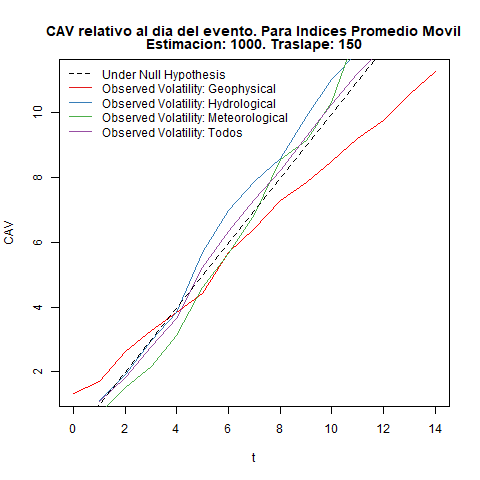 CAV relativo al dia del evento. Para Indices Promedio Movil
Estimacion: 1000. Traslape: 150
Under Null Hypothesis
Observed Volatility: Geophysical
Observed Volatility: Hydrological
Observed Volatility: Meteorological
Observed Volatility: Todos
CAV
10
8
6
4
2
0 2 4 6 8 10 12 14
t